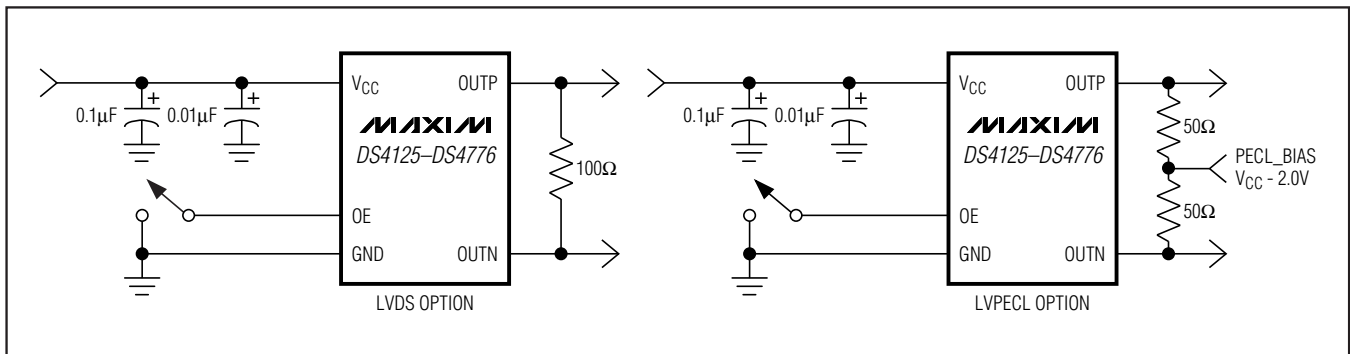 VCC OUTP
0.1µF + 0.01µF +
MAXIM
DS4125–DS4776
100Ω
OE
GND OUTN
LVDS OPTION
VCC OUTP
0.1µF + 0.01µF +
MAXIM
DS4125–DS4776
50Ω
PECL_BIAS
VCC - 2.0V
50Ω
OE
GND OUTN
LVPECL OPTION